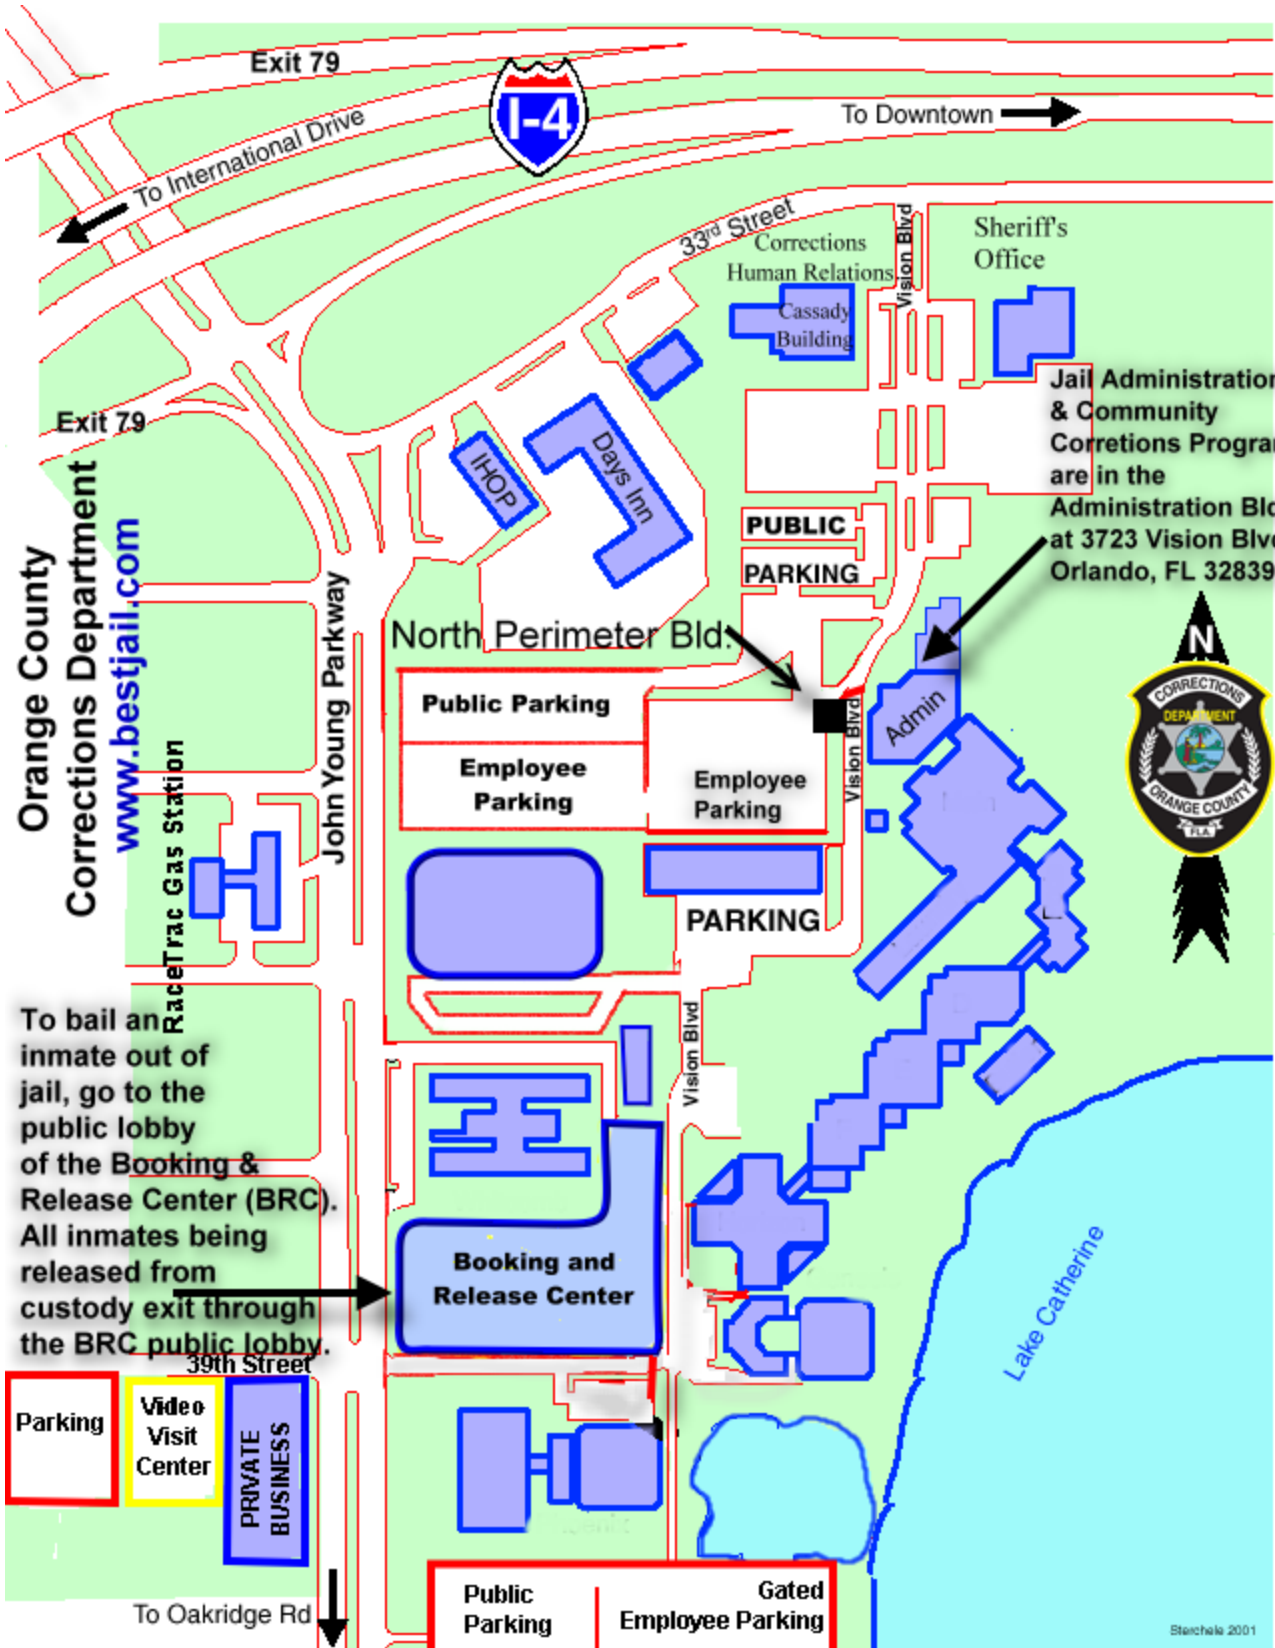 Exit 79
I-4
To Downtown
To International Drive
33rd Street
Vision Blvd
Sheriff's
Office
Corrections
Human Relations
Cassady
Building
Exit 79
Jail Administration
& Community
Corretions Program
are in the
Administration Bld
at 3723 Vision Blvd
Orlando, FL 32839
IHOP
Days Inn
PUBLIC
PARKING
Orange County
Corrections Department
www.bestjail.com
John Young Parkway
North Perimeter Bld.
N
CORRECTIONS
DEPARTMENT
ORANGE COUNTY
FLA.
Public Parking
Employee
Parking
Employee
Parking
Vision Blvd
Admin
RaceTrac Gas Station
PARKING
Vision Blvd
To bail an
inmate out of
jail, go to the
public lobby
of the Booking &
Release Center (BRC).
All inmates being
released from
custody exit through
the BRC public lobby.
Booking and
Release Center
Lake Catherine
39th Street
Parking
Video
Visit
Center
PRIVATE
BUSINESS
To Oakridge Rd
Public
Parking
Gated
Employee Parking
Sterchele 2001